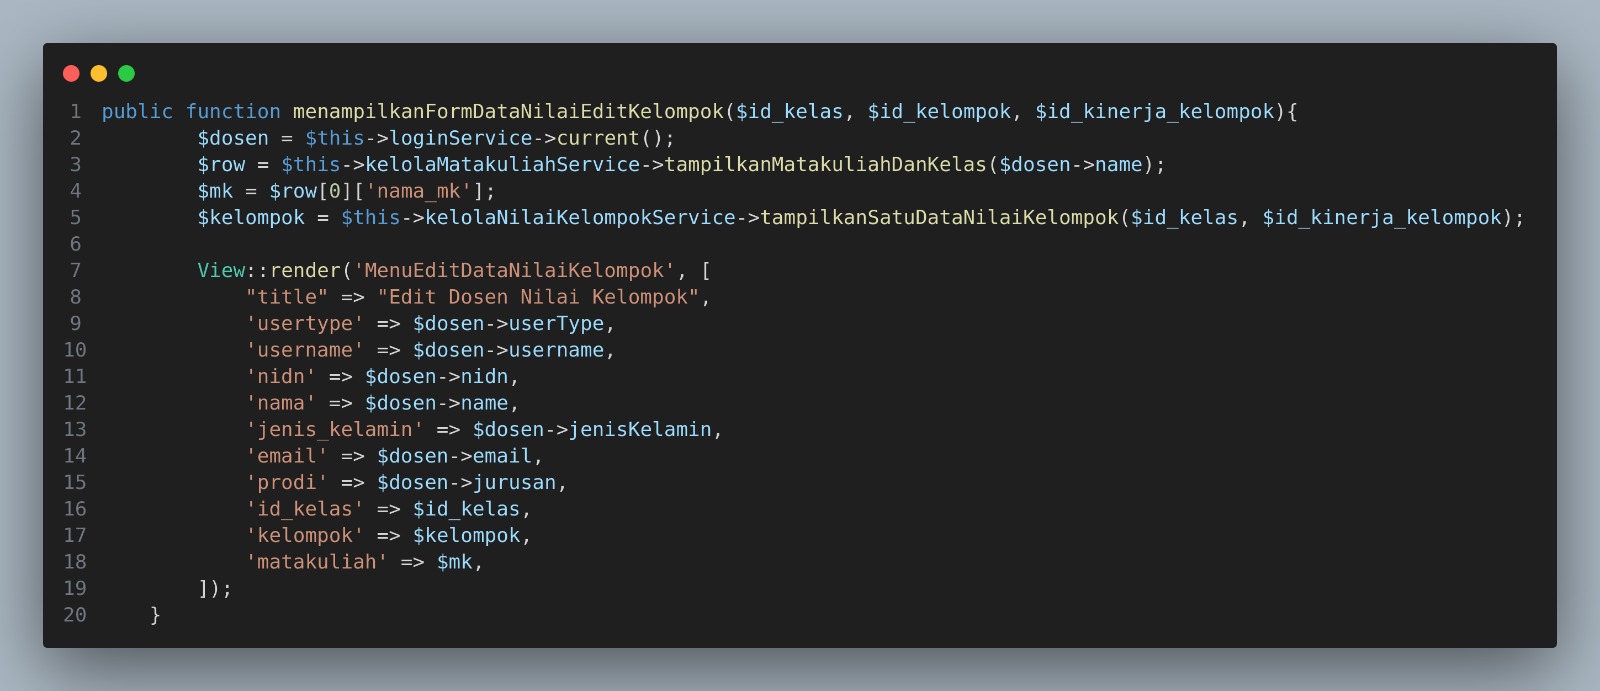 1 public function menampilkanFormDataNilaiEditKelompok($id_kelas, $id_kelompok, $id_kinerja_kelompok){
2         $dosen = $this->loginService->current();
3         $row = $this->kelolaMatakuliahService->tampilkanMatakuliahDanKelas($dosen->name);
4         $mk = $row[0]['nama_mk'];
5         $kelompok = $this->kelolaNilaiKelompokService->tampilkanSatuDataNilaiKelompok($id_kelas, $id_kinerja_kelompok);
6
7         View::render('MenuEditDataNilaiKelompok', [
8             "title" => "Edit Dosen Nilai Kelompok",
9             'usertype' => $dosen->userType,
10             'username' => $dosen->username,
11             'nidn' => $dosen->nidn,
12             'nama' => $dosen->name,
13             'jenis_kelamin' => $dosen->jenisKelamin,
14             'email' => $dosen->email,
15             'prodi' => $dosen->jurusan,
16             'id_kelas' => $id_kelas,
17             'kelompok' => $kelompok,
18             'matakuliah' => $mk,
19         ]);
20     }